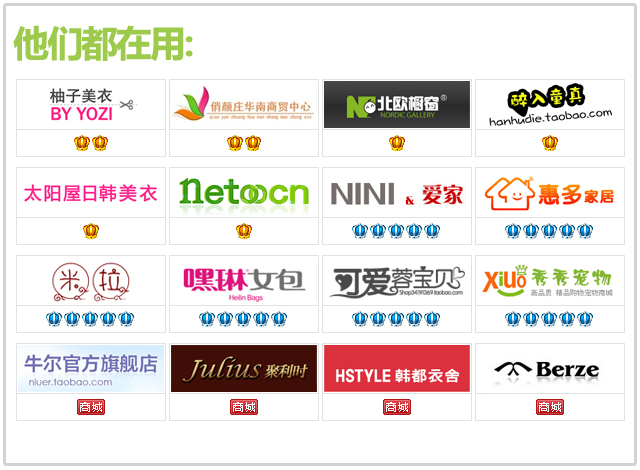 他们都在用:
柚子美衣
BY YOZI
俏颜庄华南商贸中心
qiao yan zhuang hua nan shang mao zhong xin
北欧橱窗
NORDIC GALLERY
醉入童真
hanhudie.taobao.com
太阳屋日韩美衣
netoocn
NINI & 爱家
惠多家居
米拉
嘿琳女包
Heilin Bags
可爱蓉宝贝
Xiuo 秀秀宠物
高品质 精品购物宠物商城
牛尔官方旗舰店
niuer.taobao.com
Julius 聚利时
HSTYLE 韩都衣舍
Berze
商城
商城
商城
商城